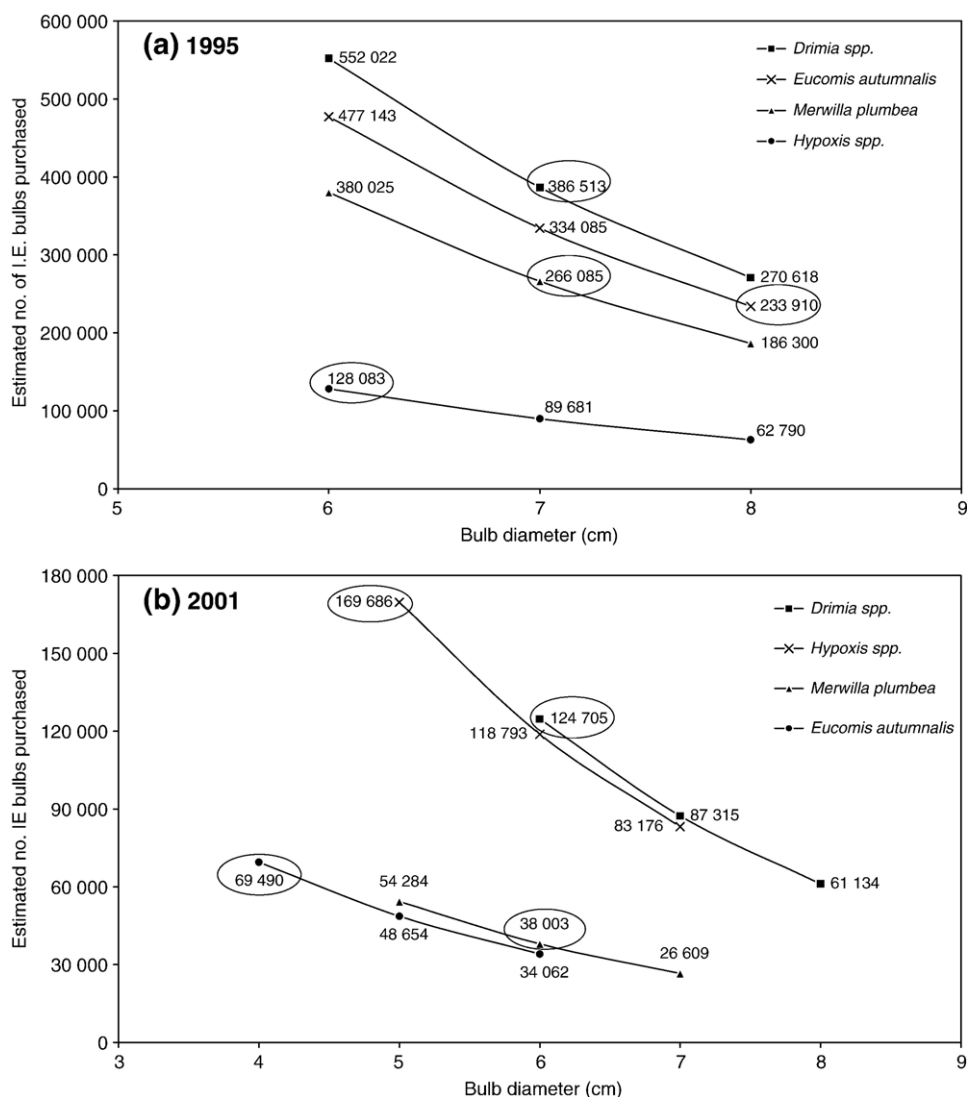 (a) 1995
Estimated no. of I.E. bulbs purchased
600 000
500 000
400 000
300 000
200 000
100 000
0
552 022
477 143
380 025
128 083
386 513
334 085
266 085
89 681
270 618
233 910
186 300
62 790
Drimia spp.
Eucomis autumnalis
Merwilla plumbea
Hypoxis spp.
5 6 7 8 9
Bulb diameter (cm)
(b) 2001
Estimated no. IE bulbs purchased
180 000
150 000
120 000
90 000
60 000
30 000
0
169 686
124 705
118 793
87 315
83 176
61 134
69 490
54 284
48 654
38 003
34 062
26 609
Drimia spp.
Hypoxis spp.
Merwilla plumbea
Eucomis autumnalis
3 4 5 6 7 8 9
Bulb diameter (cm)